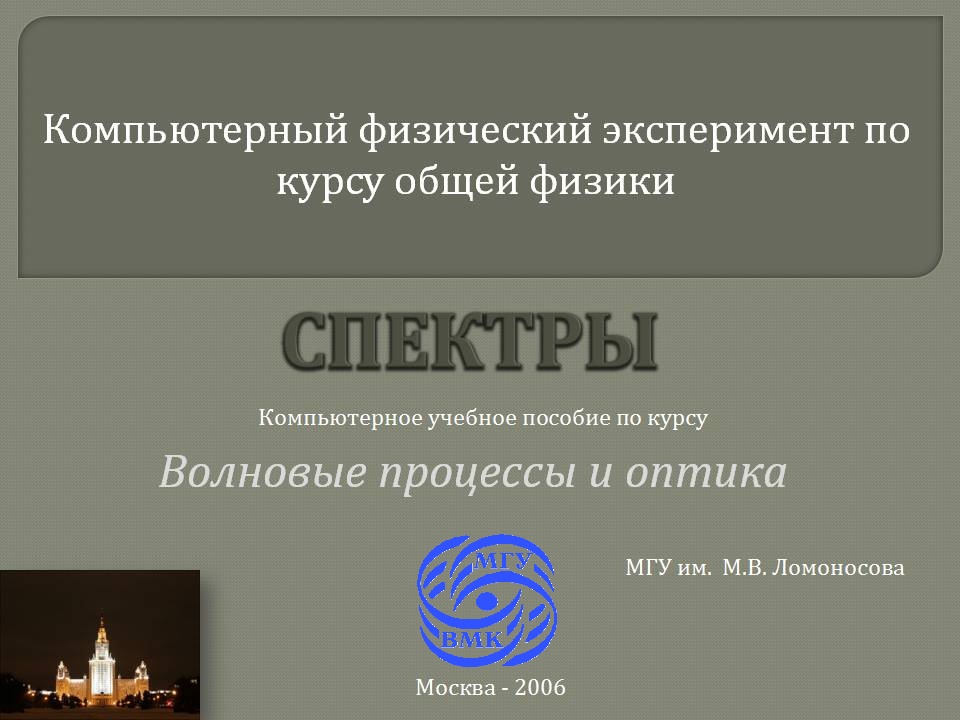 Компьютерный физический эксперимент по
курсу общей физики
СПЕКТРЫ
Компьютерное учебное пособие по курсу
Волновые процессы и оптика
МГУ
МГУ им. М.В. Ломоносова
ВМК
Москва - 2006